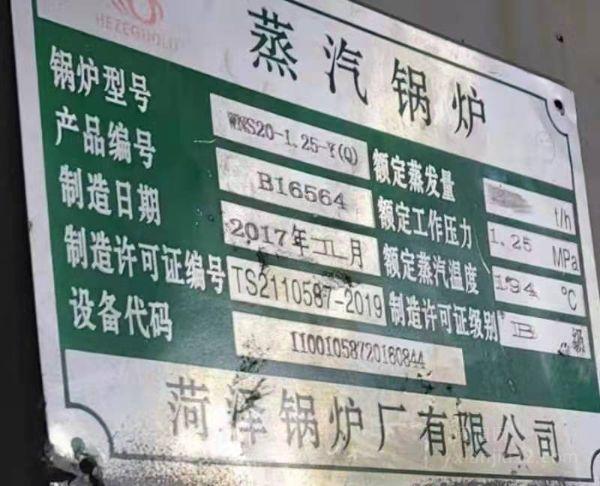 HEZEGUOLU
蒸汽锅炉
锅炉型号 WNS20-1.25-Y(Q) 额定蒸发量 t/h
产品编号 B16564 额定工作压力 1.25 MPa
制造日期 2017年 月 额定蒸汽温度 194 ℃
制造许可证编号 TS2110587-2019 制造许可证级别 B 级
设备代码 11001058720160844
菏泽锅炉厂有限公司